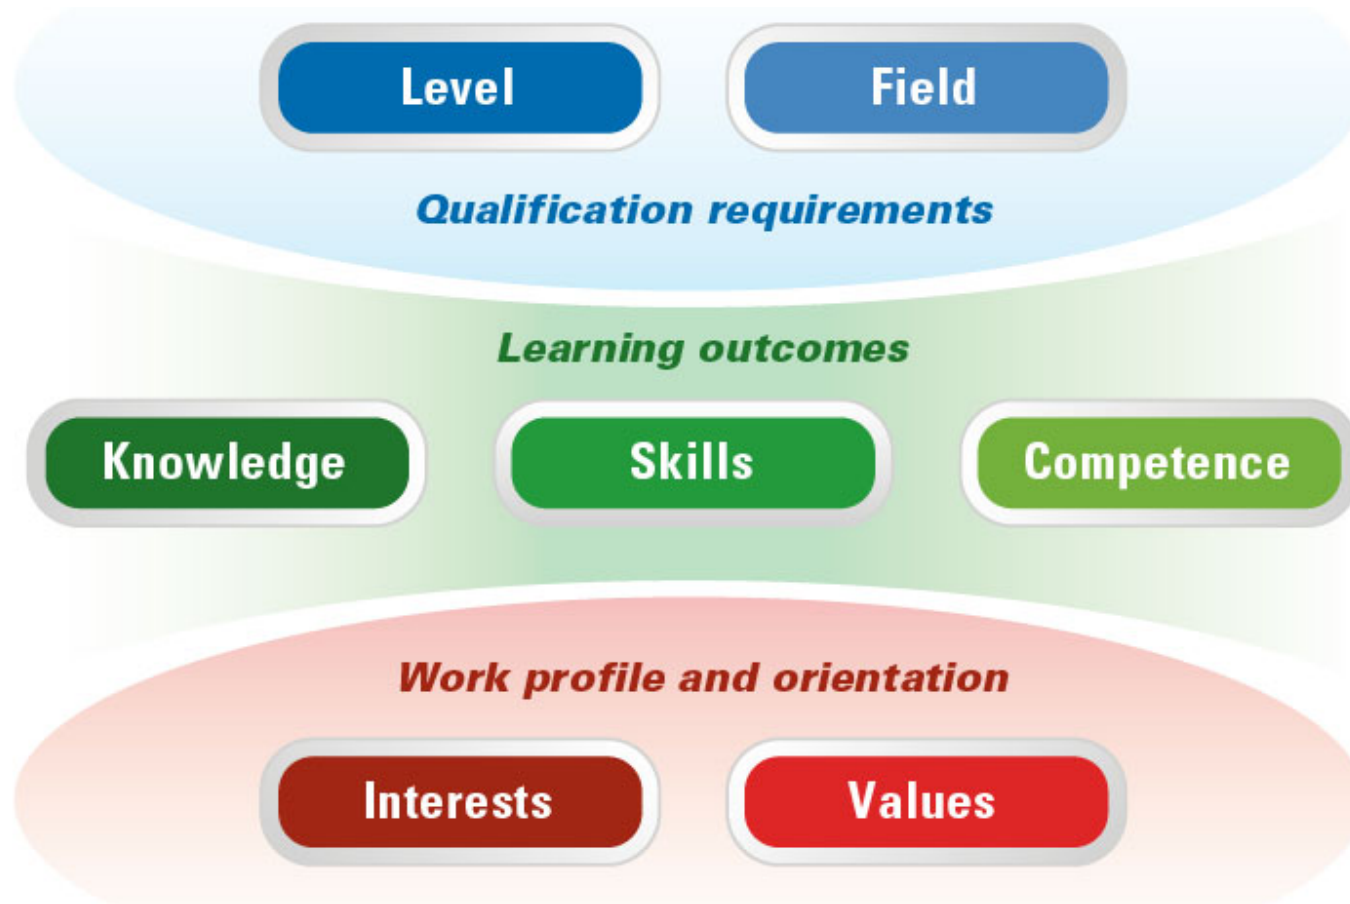 Level Field
Qualification requirements
Learning outcomes
Knowledge Skills Competence
Work profile and orientation
Interests Values